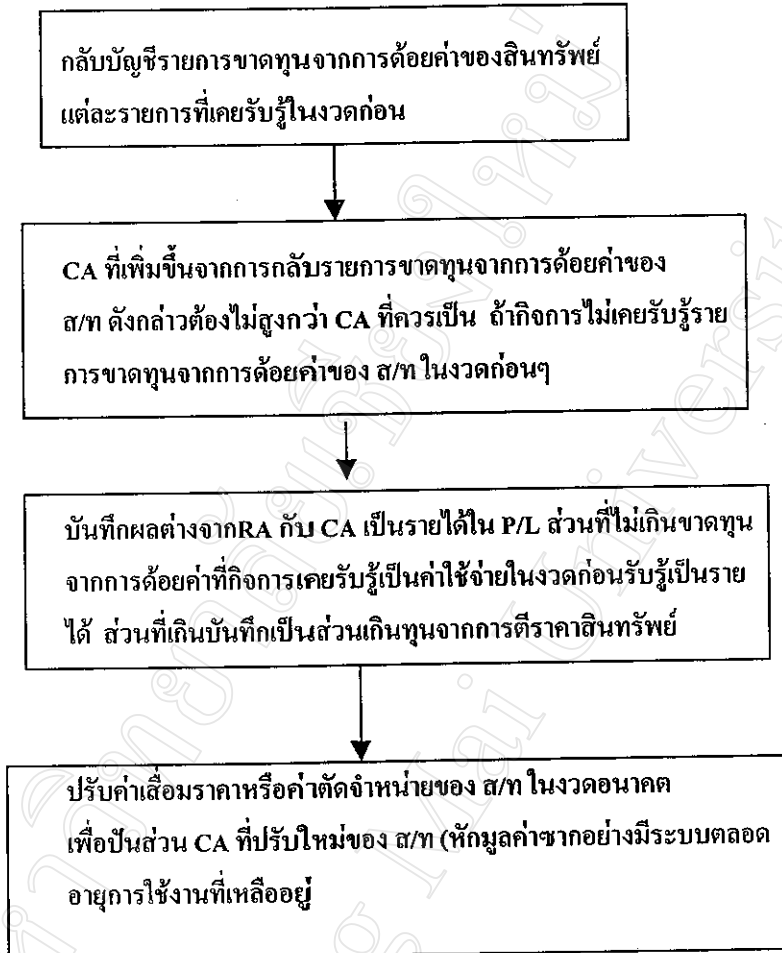 กลับบัญชีรายการขาดทุนจากการด้อยค่าของสินทรัพย์
แต่ละรายการที่เคยรับรู้ในงวดก่อน
CA ที่เพิ่มขึ้นจากการกลับรายการขาดทุนจากการด้อยค่าของ
ส/ท ดังกล่าวต้องไม่สูงกว่า CA ที่ควรเป็น ถ้ากิจการไม่เคยรับรู้ราย
การขาดทุนจากการด้อยค่าของ ส/ท ในงวดก่อนๆ
บันทึกผลต่างจากRA กับ CA เป็นรายได้ใน P/L ส่วนที่ไม่เกินขาดทุน
จากการด้อยค่าที่กิจการเคยรับรู้เป็นค่าใช้จ่ายในงวดก่อนรับรู้เป็นราย
ได้ ส่วนที่เกินบันทึกเป็นส่วนเกินทุนจากการตีราคาสินทรัพย์
ปรับค่าเสื่อมราคาหรือค่าตัดจำหน่ายของ ส/ท ในงวดอนาคต
เพื่อปันส่วน CA ที่ปรับใหม่ของ ส/ท (หักมูลค่าซากอย่างมีระบบตลอด
อายุการใช้งานที่เหลืออยู่